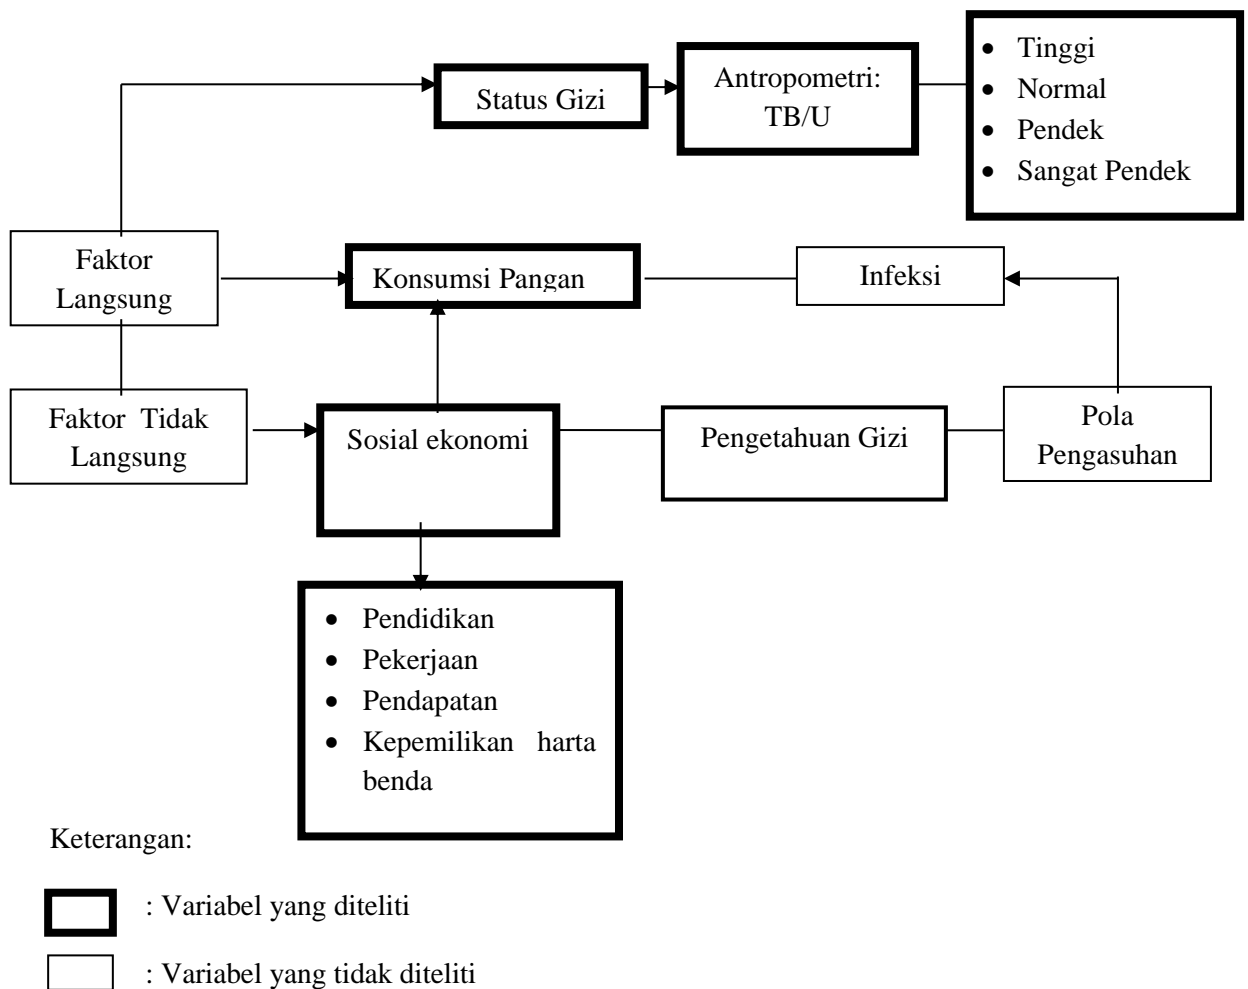 Status Gizi
Antropometri:
TB/U
• Tinggi
• Normal
• Pendek
• Sangat Pendek
Faktor
Langsung
Konsumsi Pangan
Infeksi
Faktor Tidak
Langsung
Sosial ekonomi
Pengetahuan Gizi
Pola
Pengasuhan
• Pendidikan
• Pekerjaan
• Pendapatan
• Kepemilikan harta
benda
Keterangan:
: Variabel yang diteliti
: Variabel yang tidak diteliti